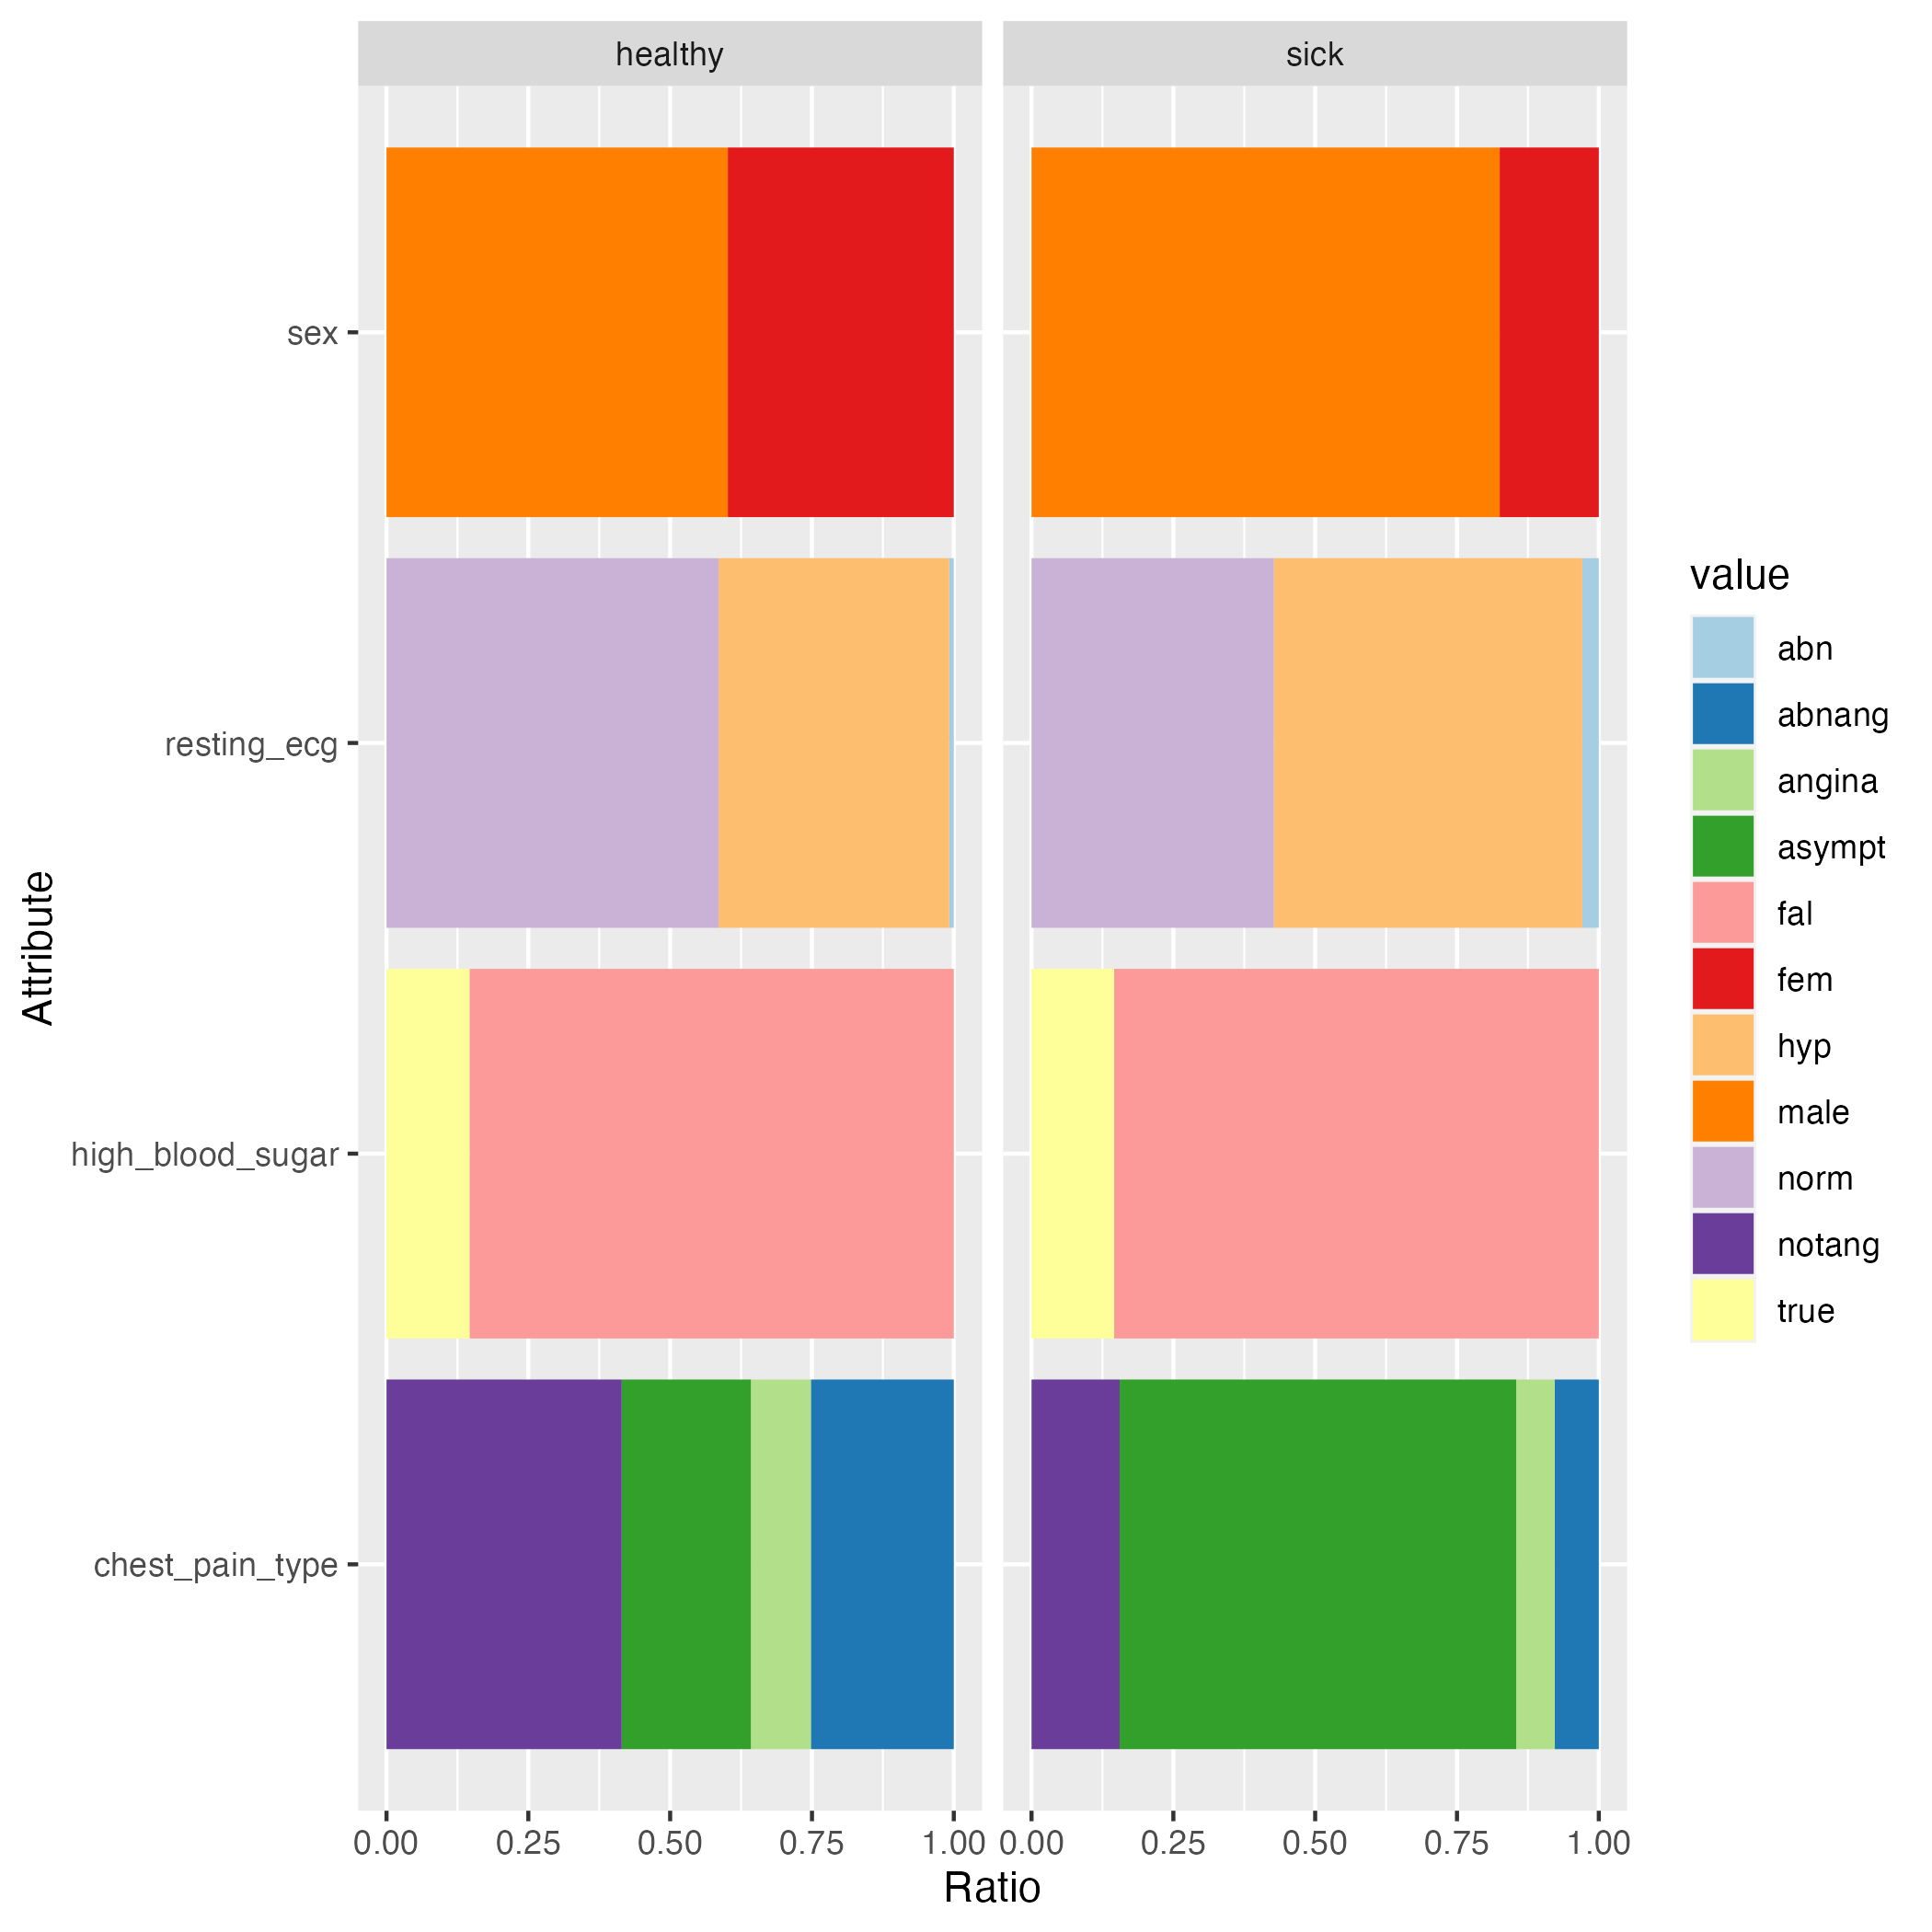 healthy
sick
sex
resting_ecg
high_blood_sugar
chest_pain_type
Attribute
0.00 0.25 0.50 0.75 1.00 0.00 0.25 0.50 0.75 1.00
Ratio
value
abn
abnang
angina
asympt
fal
fem
hyp
male
norm
notang
true